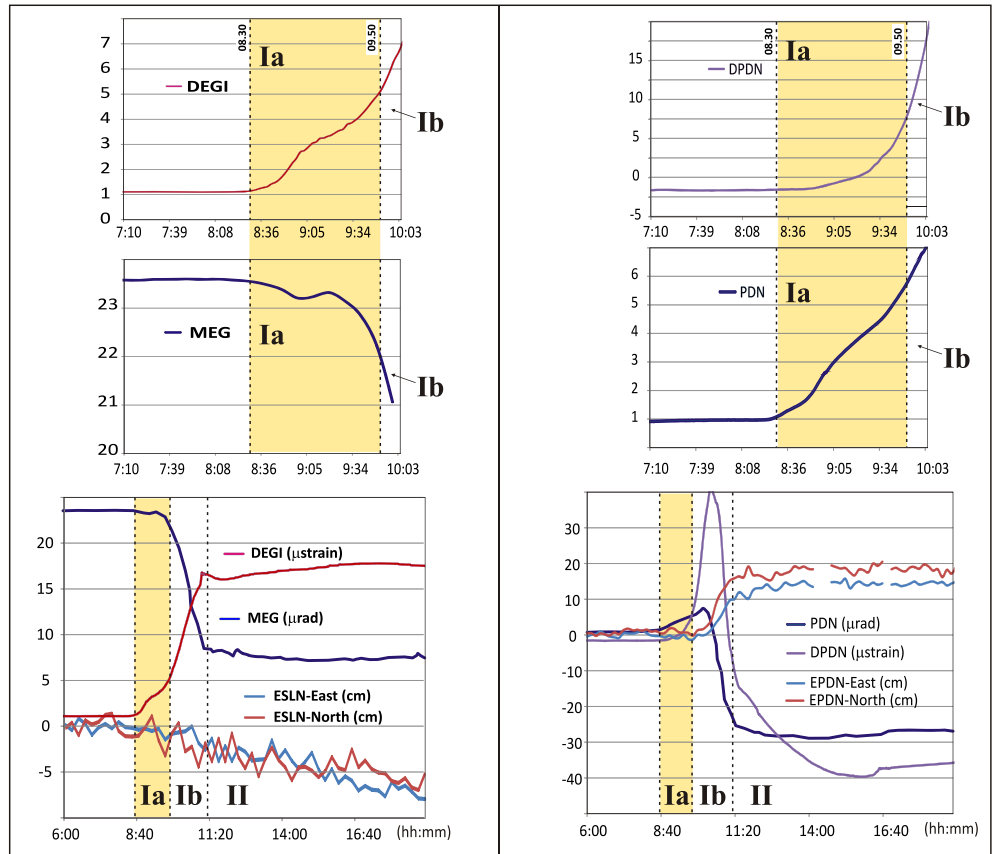 7
6
5
4
3
2
1
0
08.30
09.50
Ia
DEGI
Ib
7:10 7:39 8:08 8:36 9:05 9:34 10:03
23
22
21
20
MEG
Ia
Ib
7:10 7:39 8:08 8:36 9:05 9:34 10:03
20
15
10
5
0
-5
DEGI (μstrain)
MEG (μrad)
ESLN-East (cm)
ESLN-North (cm)
Ia Ib II
6:00 8:40 11:20 14:00 16:40 (hh:mm)
15
10
5
0
-5
08.30
09.50
Ia
DPDN
Ib
7:10 7:39 8:08 8:36 9:05 9:34 10:03
6
5
4
3
2
1
PDN
Ia
Ib
7:10 7:39 8:08 8:36 9:05 9:34 10:03
30
20
10
0
-10
-20
-30
-40
PDN (μrad)
DPDN (μstrain)
EPDN-East (cm)
EPDN-North (cm)
Ia Ib II
6:00 8:40 11:20 14:00 16:40 (hh:mm)